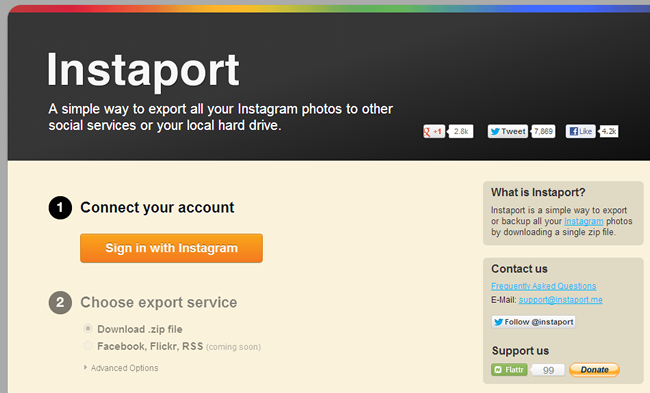 Instaport
A simple way to export all your Instagram photos to other
social services or your local hard drive.
+1 2.8k
Tweet 7,869
Like 4.2k
1 Connect your account
Sign in with Instagram
2 Choose export service
Download .zip file
Facebook, Flickr, RSS (coming soon)
Advanced Options
What is Instaport?
Instaport is a simple way to export
or backup all your Instagram photos
by downloading a single zip file.
Contact us
Frequently Asked Questions
E-Mail: support@instaport.me
Follow @instaport
Support us
Flattr 99 Donate